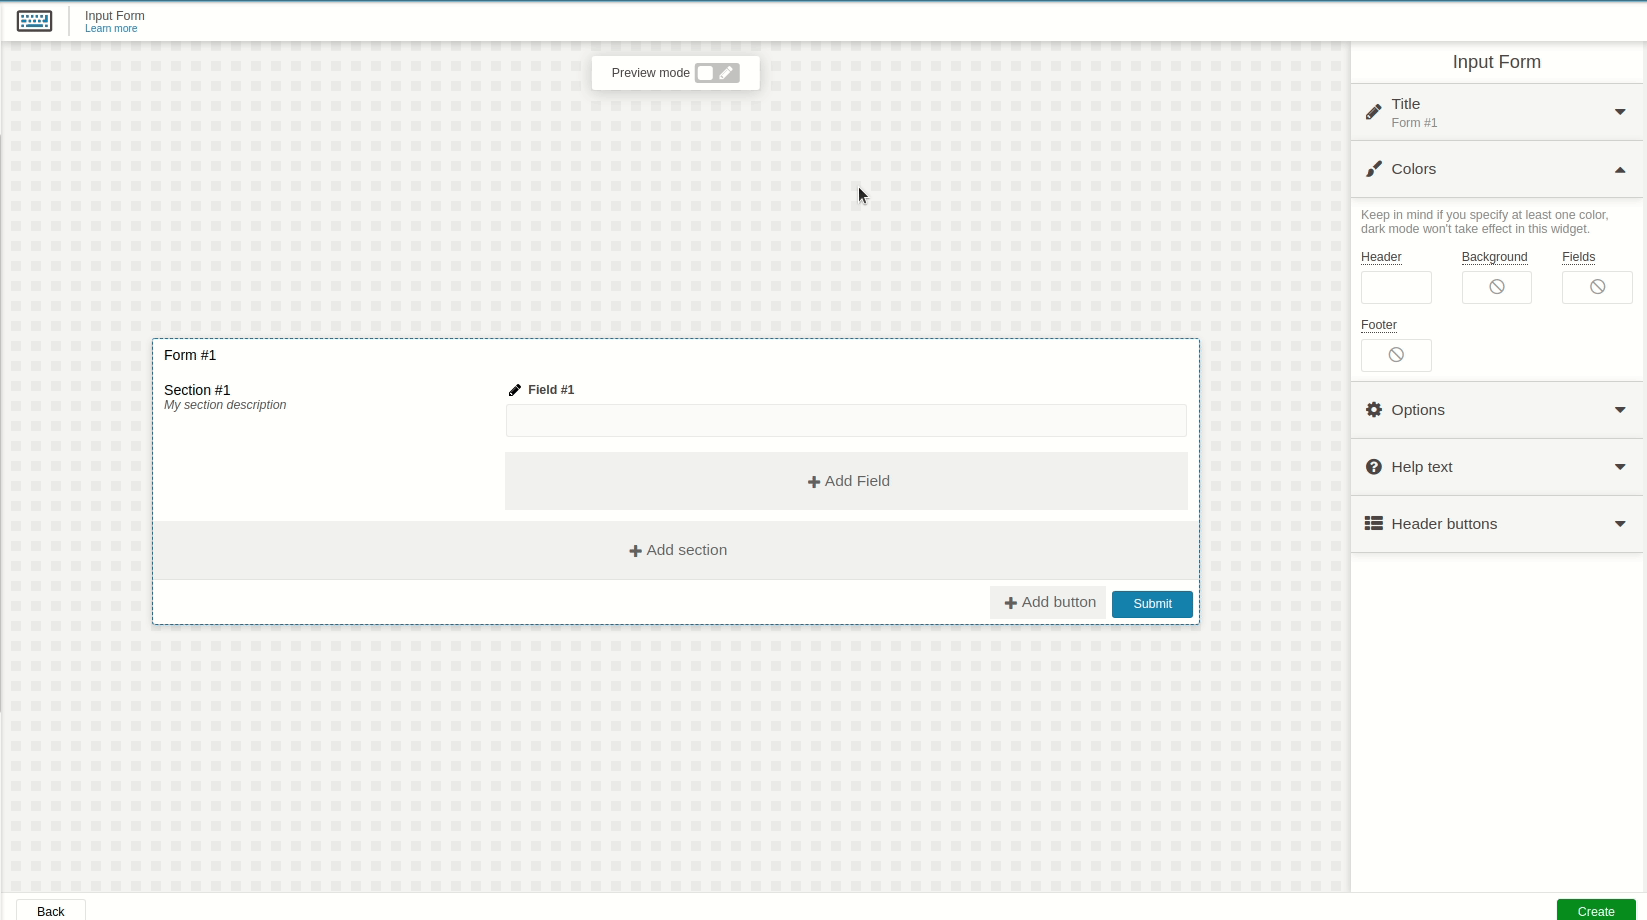 Input Form
Learn more
Preview mode
Form #1
Section #1
My section description
Field #1
Add Field
Add section
Add button
Submit
Input Form
Title
Form #1
Colors
Keep in mind if you specify at least one color,
dark mode won't take effect in this widget.
Header Background Fields
Footer
Options
Help text
Header buttons
Back
Create